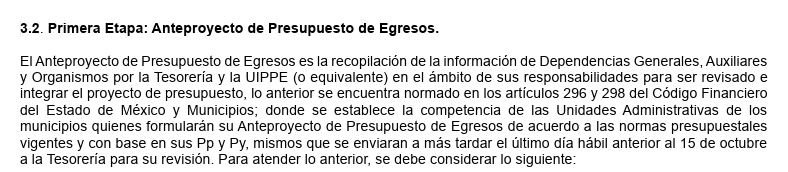 3.2. Primera Etapa: Anteproyecto de Presupuesto de Egresos.
El Anteproyecto de Presupuesto de Egresos es la recopilación de la información de Dependencias Generales, Auxiliares
y Organismos por la Tesorería y la UIPPE (o equivalente) en el ámbito de sus responsabilidades para ser revisado e
integrar el proyecto de presupuesto, lo anterior se encuentra normado en los artículos 296 y 298 del Código Financiero
del Estado de México y Municipios; donde se establece la competencia de las Unidades Administrativas de los
municipios quienes formularán su Anteproyecto de Presupuesto de Egresos de acuerdo a las normas presupuestales
vigentes y con base en sus Pp y Py, mismos que se enviaran a más tardar el último día hábil anterior al 15 de octubre
a la Tesorería para su revisión. Para atender lo anterior, se debe considerar lo siguiente: